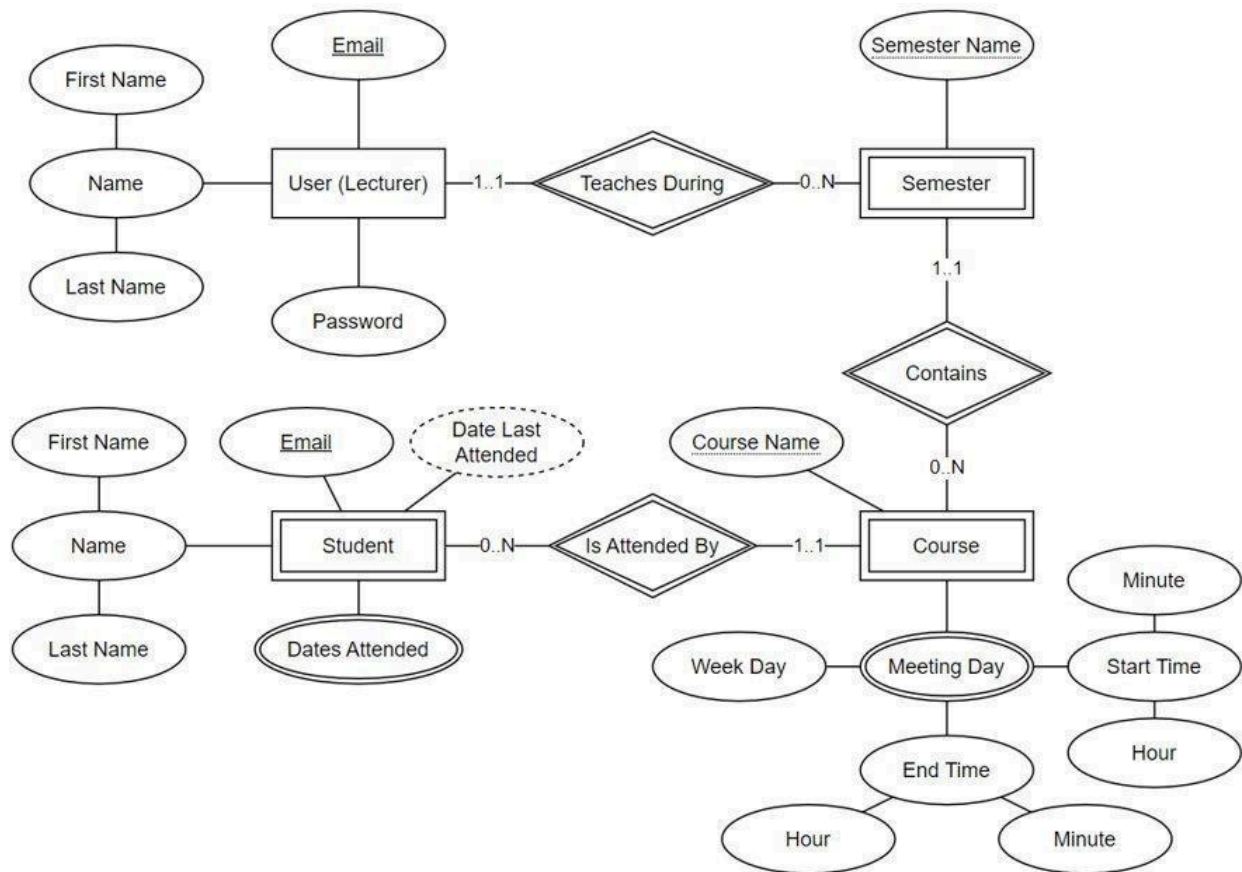 Email
Semester Name
First Name
Name
User (Lecturer)
1..1
Teaches During
0..N
Semester
Last Name
Password
1..1
Contains
First Name
Email
Date Last
Attended
Course Name
0..N
Name
Student
0..N
Is Attended By
1..1
Course
Minute
Last Name
Dates Attended
Week Day
Meeting Day
Start Time
End Time
Hour
Hour
Minute